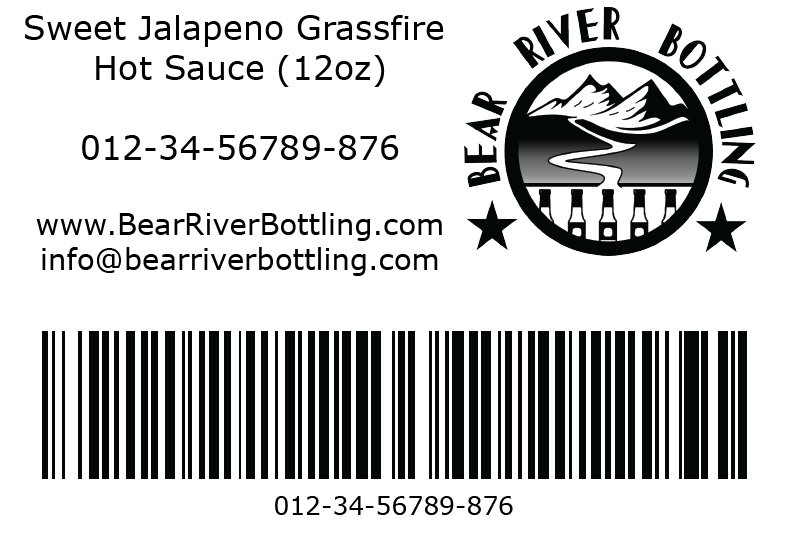 Sweet Jalapeno Grassfire
Hot Sauce (12oz)
012-34-56789-876
www.BearRiverBottling.com
info@bearriverbottling.com
BEAR RIVER BOTTLING
012-34-56789-876